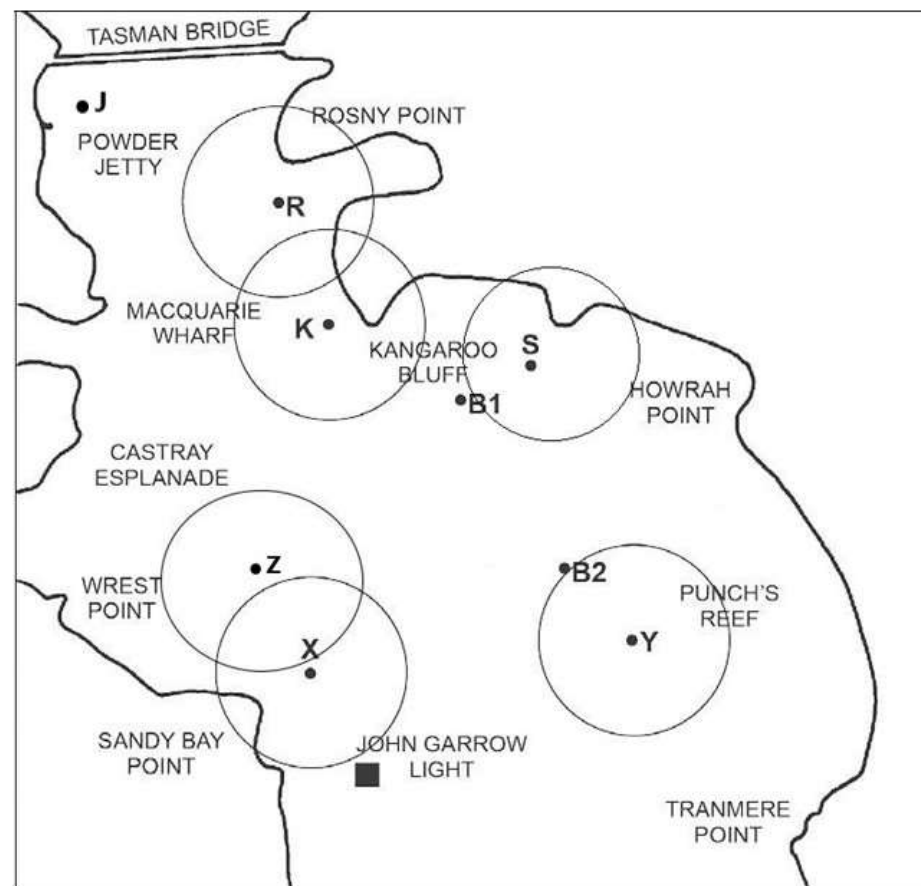 TASMAN BRIDGE
J
ROSNY POINT
POWDER
JETTY
R
MACQUARIE
WHARF
K
KANGAROO
BLUFF
S
B1
HOWRAH
POINT
CASTRAY
ESPLANADE
Z
B2
WREST
POINT
PUNCH'S
REEF
Y
X
SANDY BAY
POINT
JOHN GARROW
LIGHT
TRANMERE
POINT